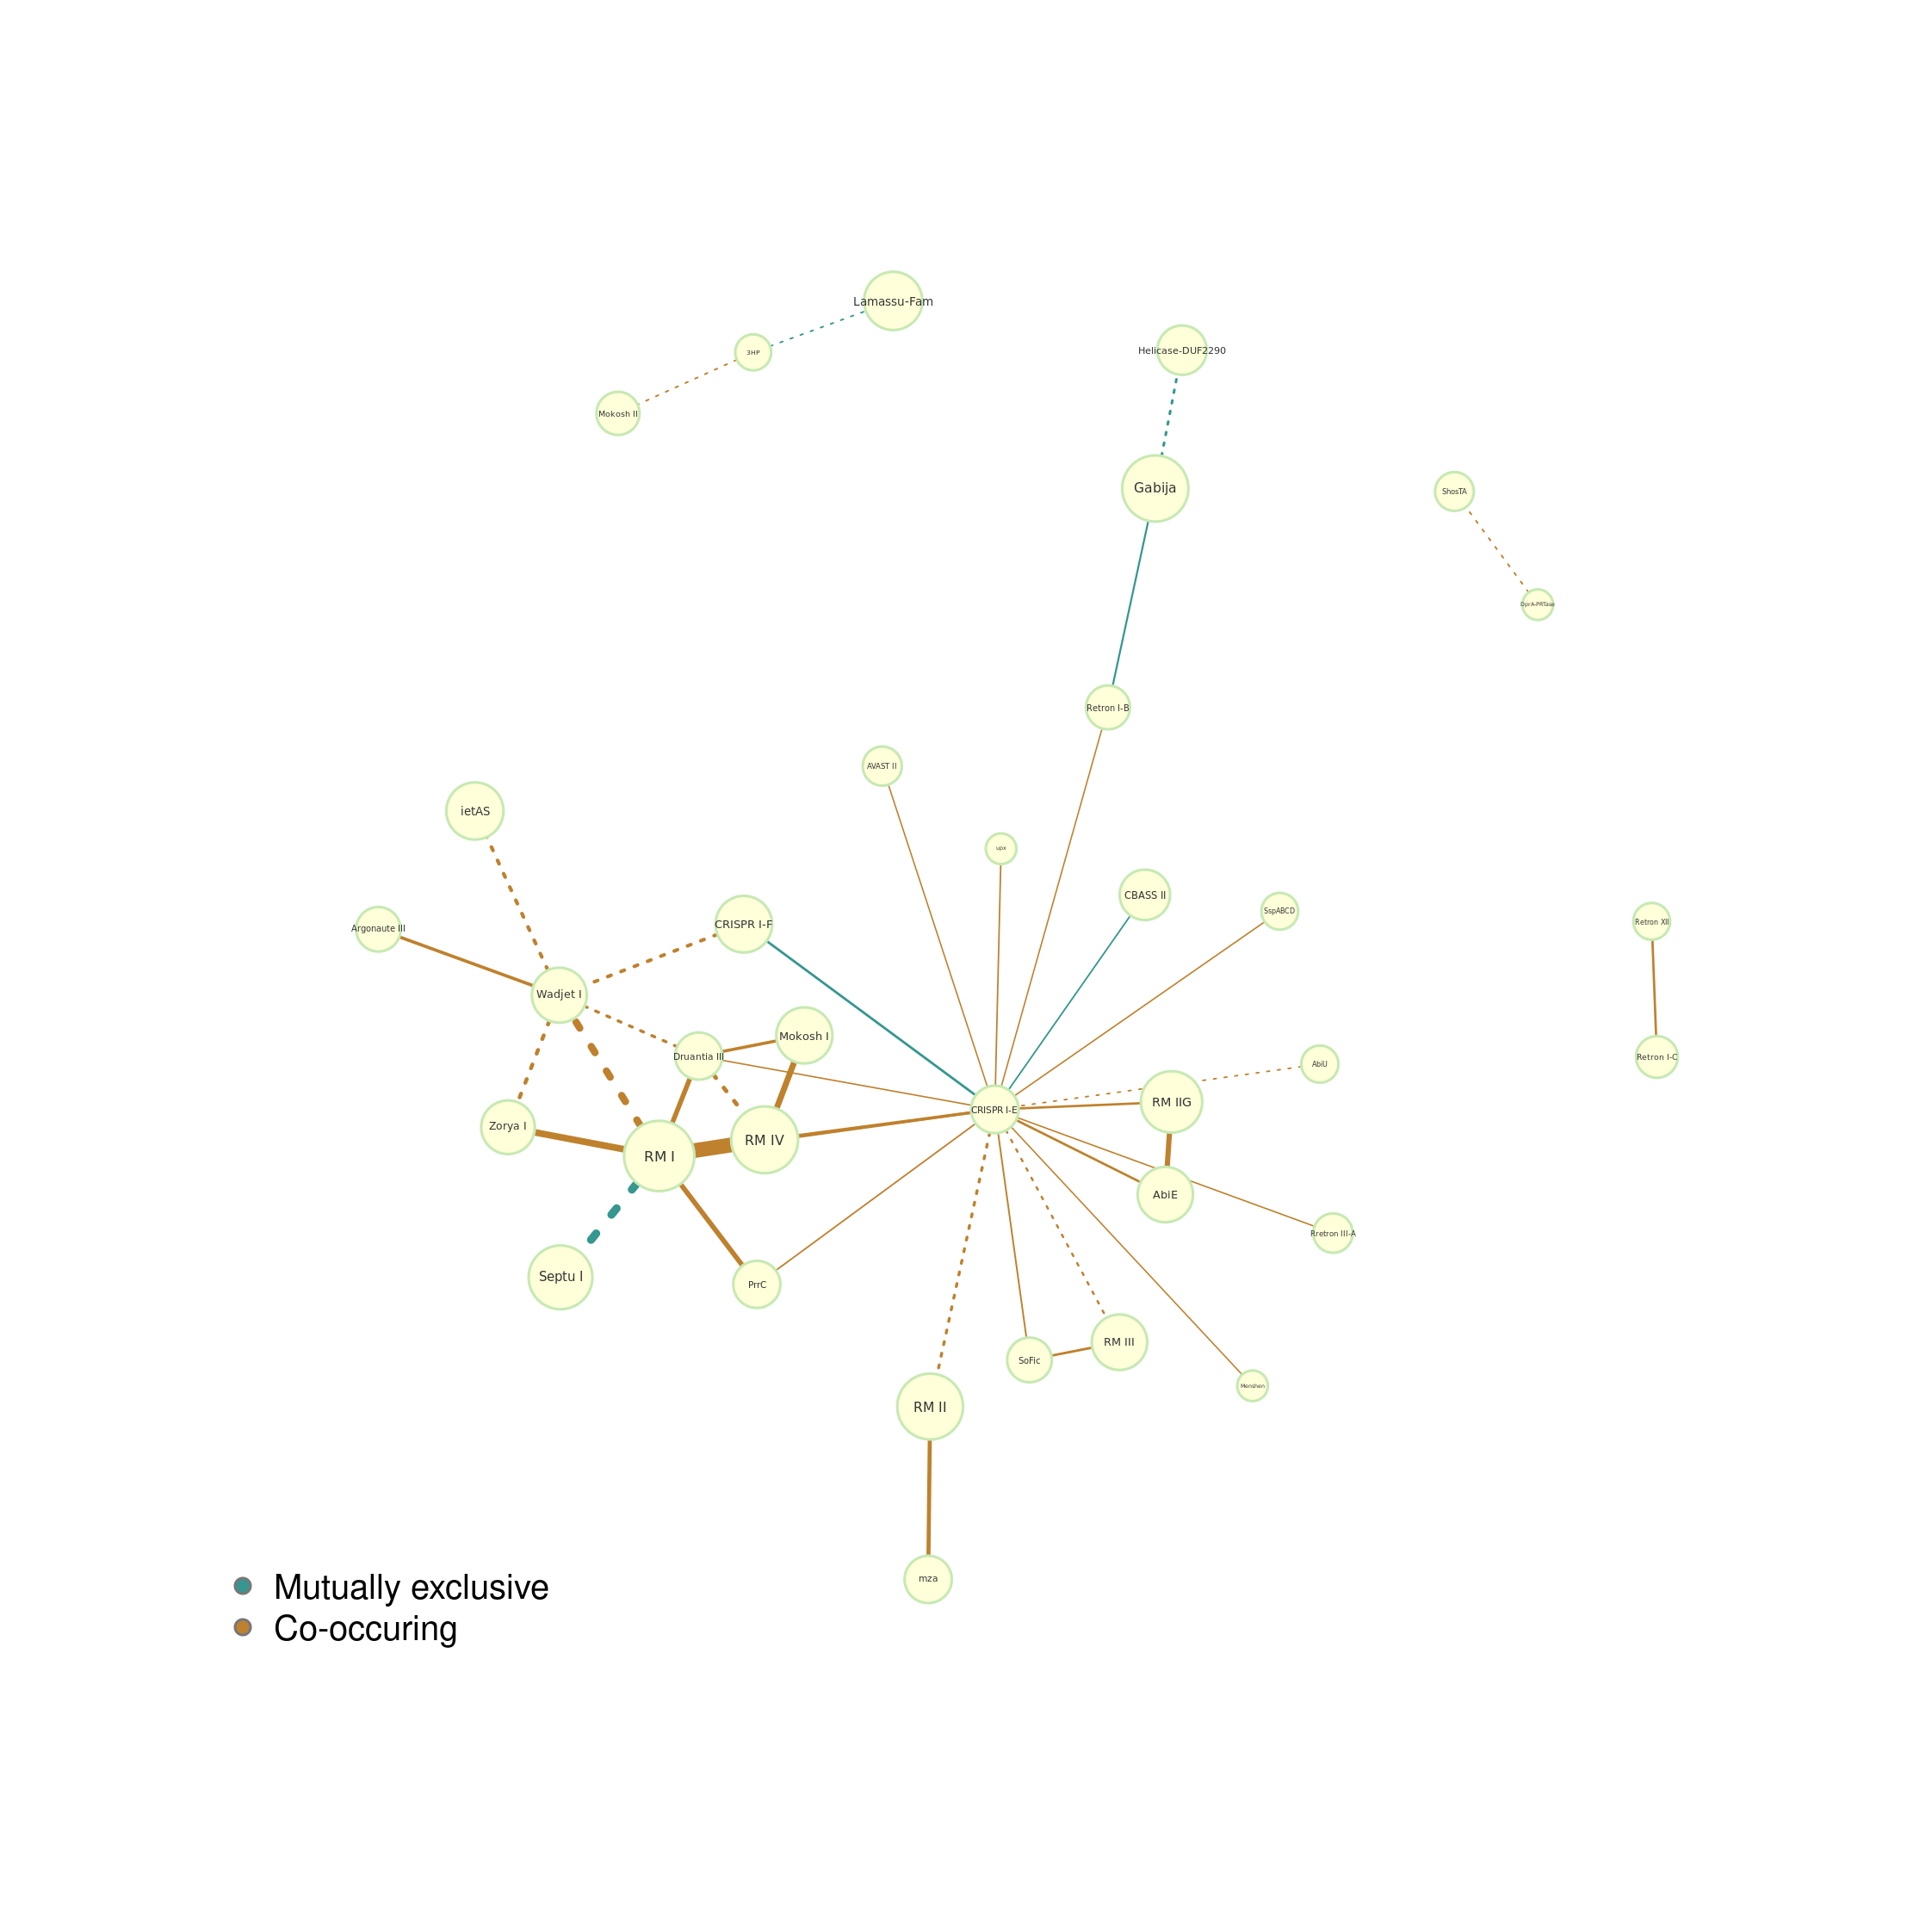 Lamassu-Fam
3HP
Helicase-DUF2290
Mokosh II
Gabija
ShosTA
DprA-PRTase
Retron I-B
AVAST II
ietAS
upx
CBASS II
SspABCD
Retron XII
CRISPR I-F
Argonaute III
Wadjet I
Mokosh I
Druantia III
Retron I-C
AbiU
RM IIG
CRISPR I-E
Zorya I
RM IV
RM I
AbiE
Rretron III-A
Septu I
PrrC
RM III
SoFic
Menshen
RM II
mza
Mutually exclusive
Co-occuring